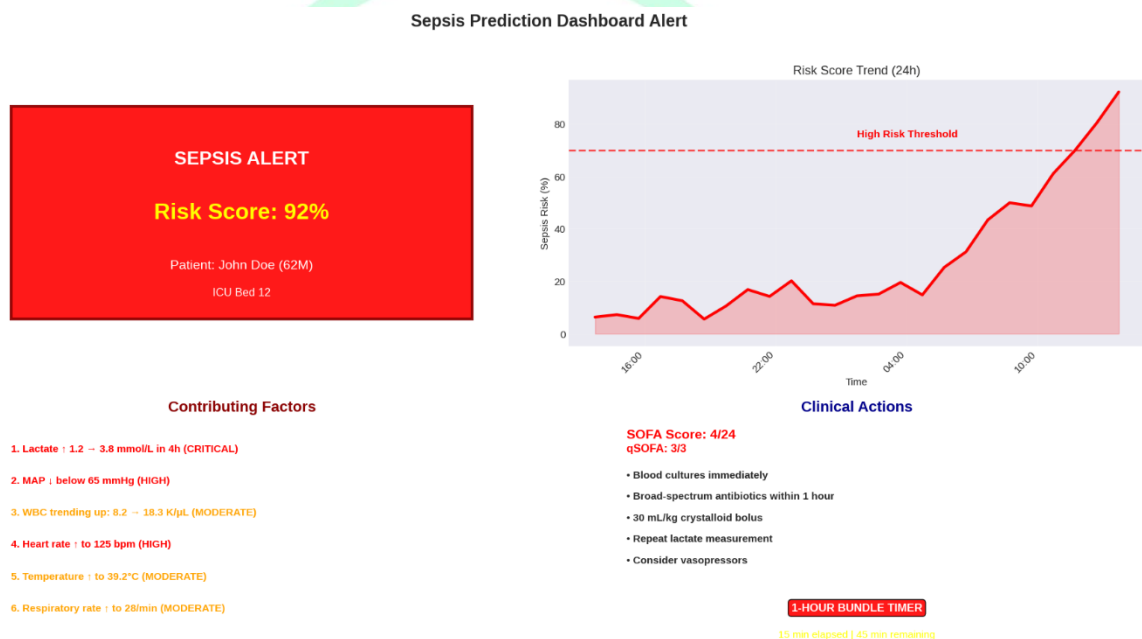 Sepsis Prediction Dashboard Alert
SEPSIS ALERT
Risk Score: 92%
Patient: John Doe (62M)
ICU Bed 12
Risk Score Trend (24h)
High Risk Threshold
Sepsis Risk (%)
80
60
40
20
0
16:00
22:00
04:00
10:00
Time
Contributing Factors
1. Lactate ↑ 1.2 → 3.8 mmol/L in 4h (CRITICAL)
2. MAP ↓ below 65 mmHg (HIGH)
3. WBC trending up: 8.2 → 18.3 K/μL (MODERATE)
4. Heart rate ↑ to 125 bpm (HIGH)
5. Temperature ↑ to 39.2°C (MODERATE)
6. Respiratory rate ↑ to 28/min (MODERATE)
Clinical Actions
SOFA Score: 4/24
qSOFA: 3/3
• Blood cultures immediately
• Broad-spectrum antibiotics within 1 hour
• 30 mL/kg crystalloid bolus
• Repeat lactate measurement
• Consider vasopressors
1-HOUR BUNDLE TIMER
15 min elapsed | 45 min remaining